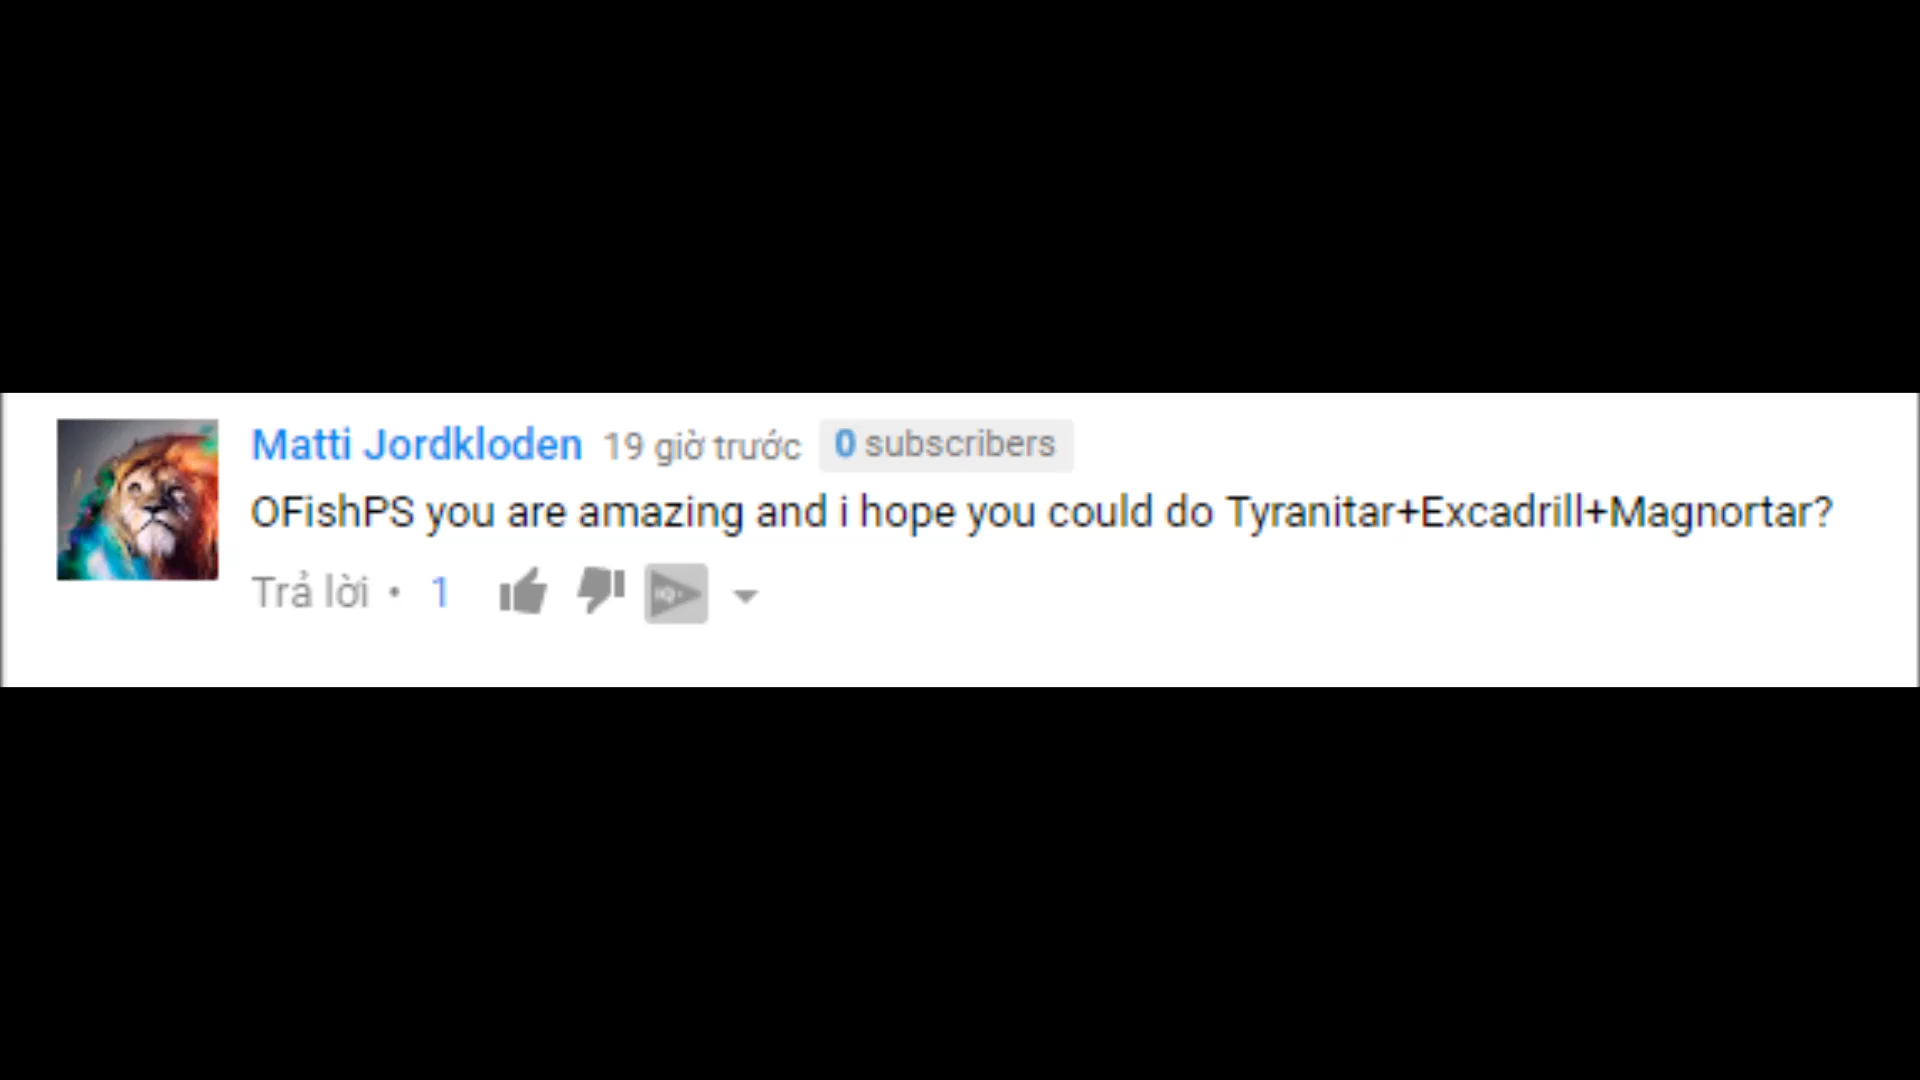 Matti Jordkloden 19 giờ trước 0 subscribers
OFishPS you are amazing and i hope you could do Tyranitar+Excadrill+Magnortar?
Trả lời • 1